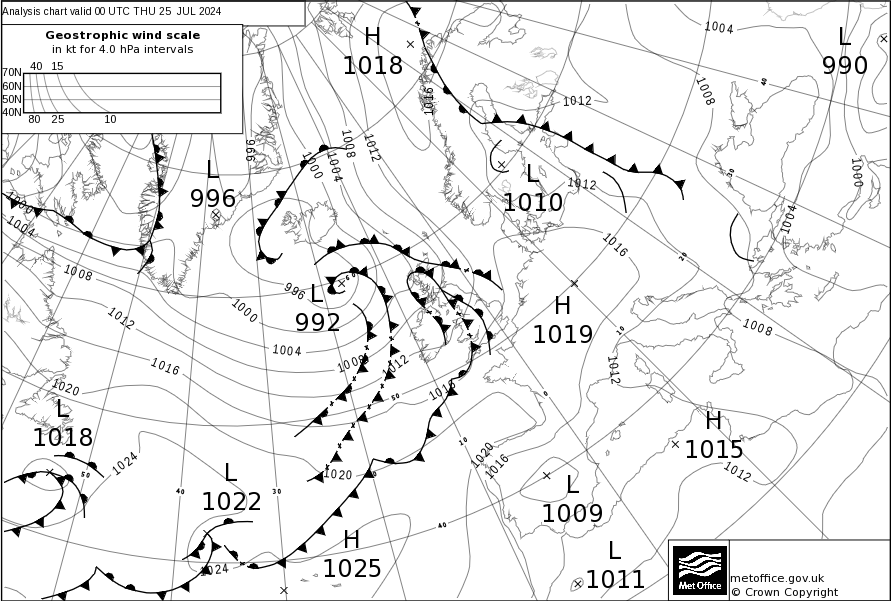 Analysis chart valid 00 UTC THU 25 JUL 2024
Geostrophic wind scale
in kt for 4.0 hPa intervals
40 15
70N
60N
50N
40N
80 25 10
H
1018
L
990
1004
1008
1016
1012
996
1008
1012
1000
1004
L
996
L
1010
1012
1000
1004
1000
1004
1016
1008
996
1000
L
992
H
1019
1012
1004
1008
1012
1008
1016
1012
1020
1016
L
1018
H
1015
1024
1020
1016
1020
1012
L
1022
L
1009
H
1025
1024
L
1011
40
30
20
10
0
10
20
30
40
50
50
60
Met Office
metoffice.gov.uk
© Crown Copyright